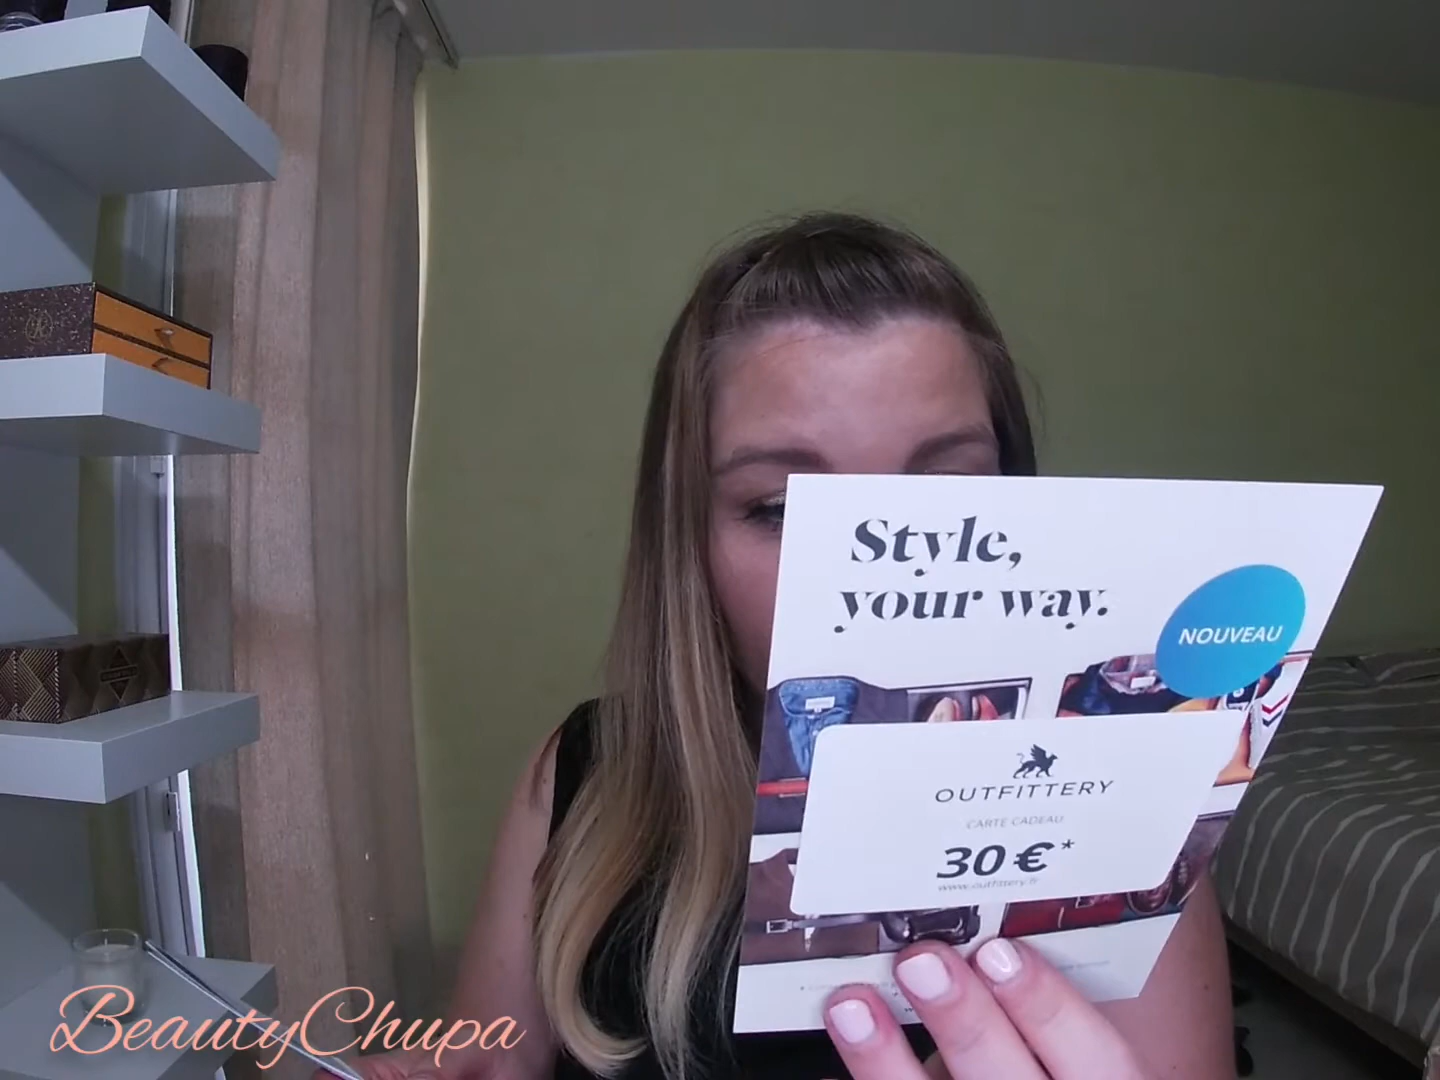 Style,
your way.
NOUVEAU
OUTFITTERY
CARTE CADEAU
30 €*
www.outfittery.fr
BeautyChupa